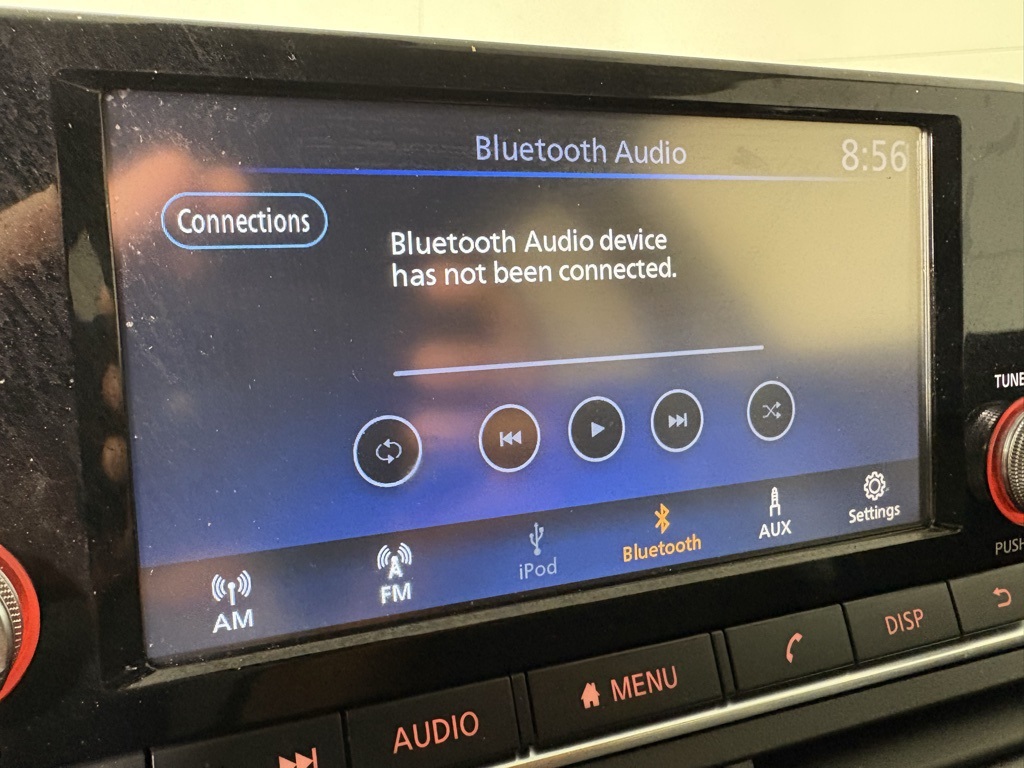 Bluetooth Audio
8:56
Connections
Bluetooth Audio device
has not been connected.
AM
FM
iPod
Bluetooth
AUX
Settings
TUNE
PUSH
AUDIO
MENU
DISP